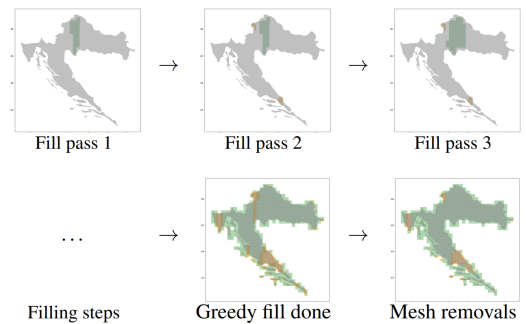 → →
Fill pass 1 Fill pass 2 Fill pass 3
... → →
Filling steps Greedy fill done Mesh removals